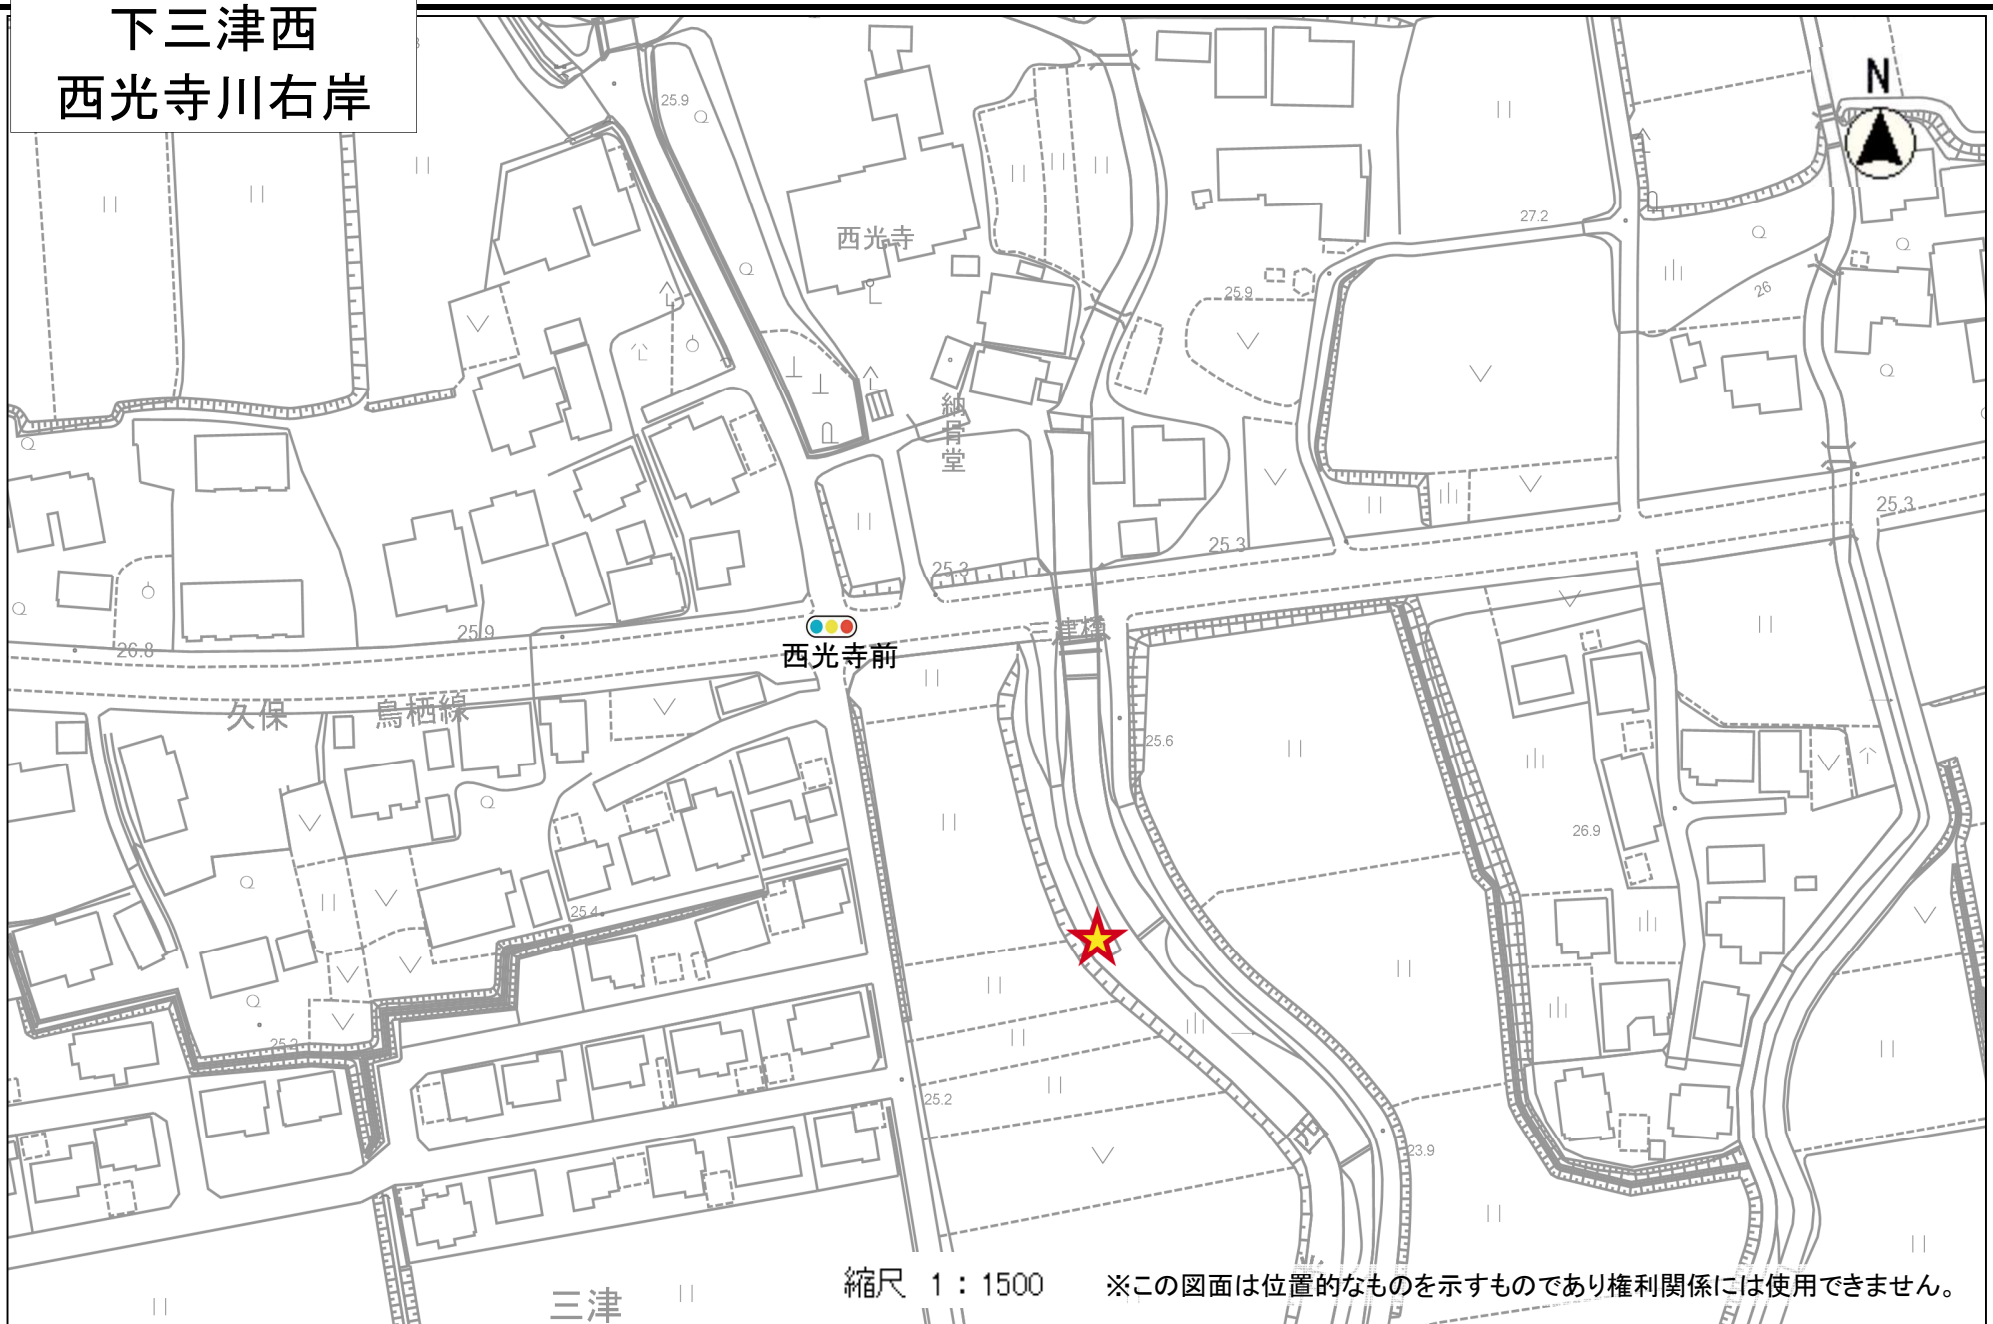 下三津西
西光寺川右岸
N
25.9
西光寺
27.2
25.9
26
納骨堂
25.3
25.3
25.3
三津橋
25.9
26.8
西光寺前
久保
鳥栖線
25.6
26.9
25.4
25.2
25.2
23.9
西
三津
縮尺 1:1500
※この図面は位置的なものを示すものであり権利関係には使用できません。